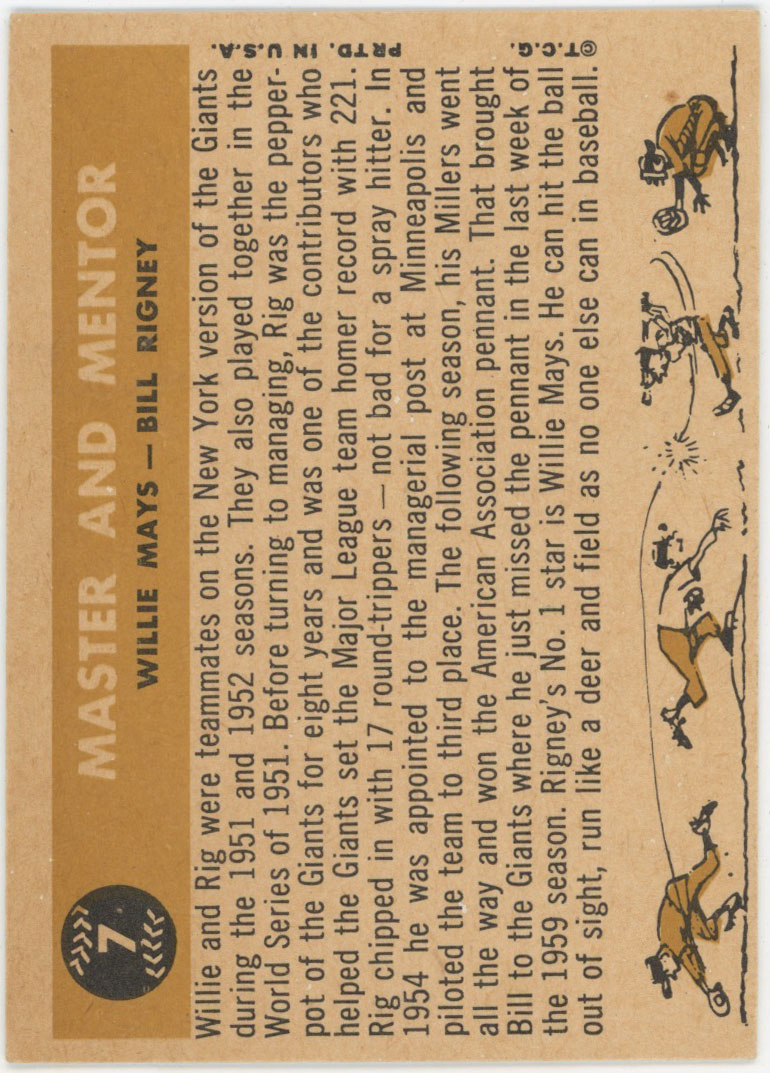 7
MASTER AND MENTOR
WILLIE MAYS — BILL RIGNEY
Willie and Rig were teammates on the New York version of the Giants
during the 1951 and 1952 seasons. They also played together in the
World Series of 1951. Before turning to managing, Rig was the pepper-
pot of the Giants for eight years and was one of the contributors who
helped the Giants set the Major League team homer record with 221.
Rig chipped in with 17 round-trippers — not bad for a spray hitter. In
1954 he was appointed to the managerial post at Minneapolis and
piloted the team to third place. The following season, his Millers went
all the way and won the American Association pennant. That brought
Bill to the Giants where he just missed the pennant in the last week of
the 1959 season. Rigney's No. 1 star is Willie Mays. He can hit the ball
out of sight, run like a deer and field as no one else can in baseball.
©T.C.G. PRTD. IN U.S.A.